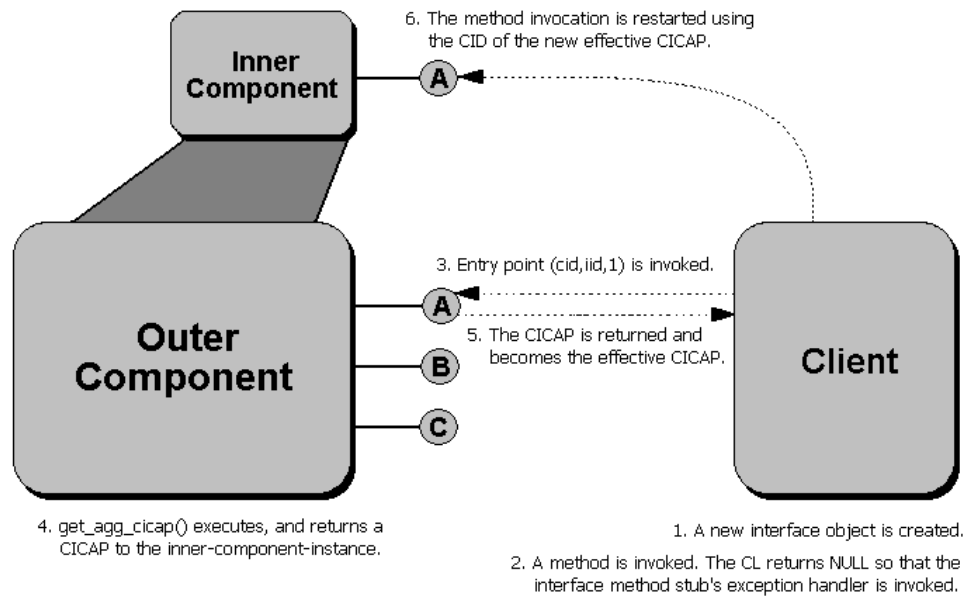 6. The method invocation is restarted using
the CID of the new effective CICAP.
Inner
Component
A
3. Entry point (cid,iid,1) is invoked.
A
5. The CICAP is returned and
becomes the effective CICAP.
Outer
Component
B
C
Client
4. get_agg_cicap() executes, and returns a
CICAP to the inner-component-instance.
1. A new interface object is created.
2. A method is invoked. The CL returns NULL so that the
interface method stub's exception handler is invoked.